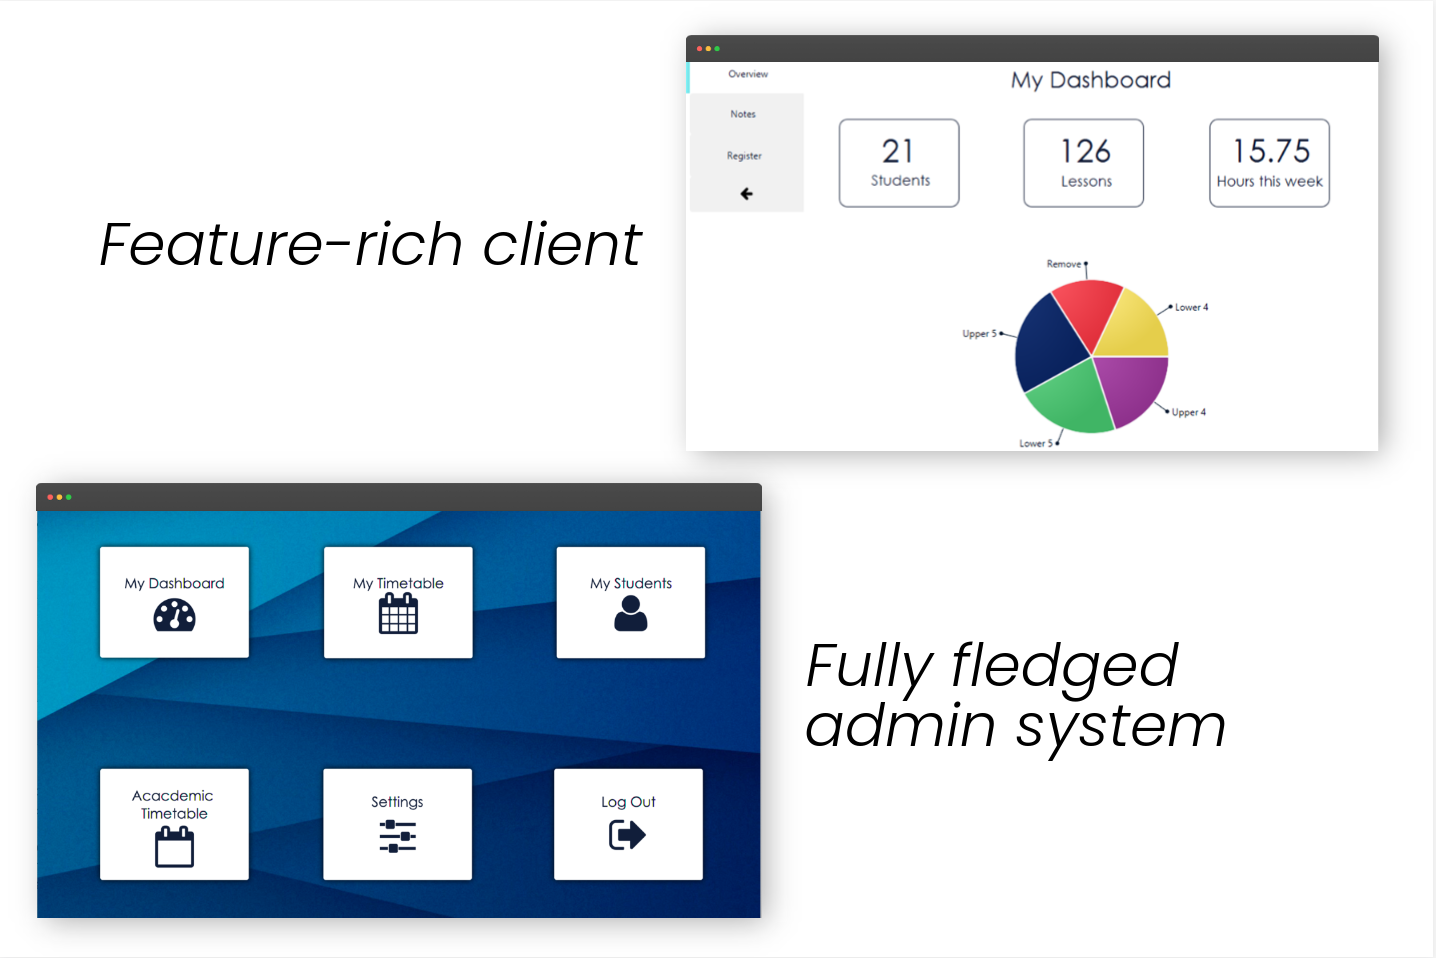 Feature-rich client
Overview
Notes
Register
My Dashboard
21
Students
126
Lessons
15.75
Hours this week
Remove
Lower 4
Upper 5
Upper 4
Lower 5
My Dashboard
My Timetable
My Students
Acacdemic
Timetable
Settings
Log Out
Fully fledged
admin system